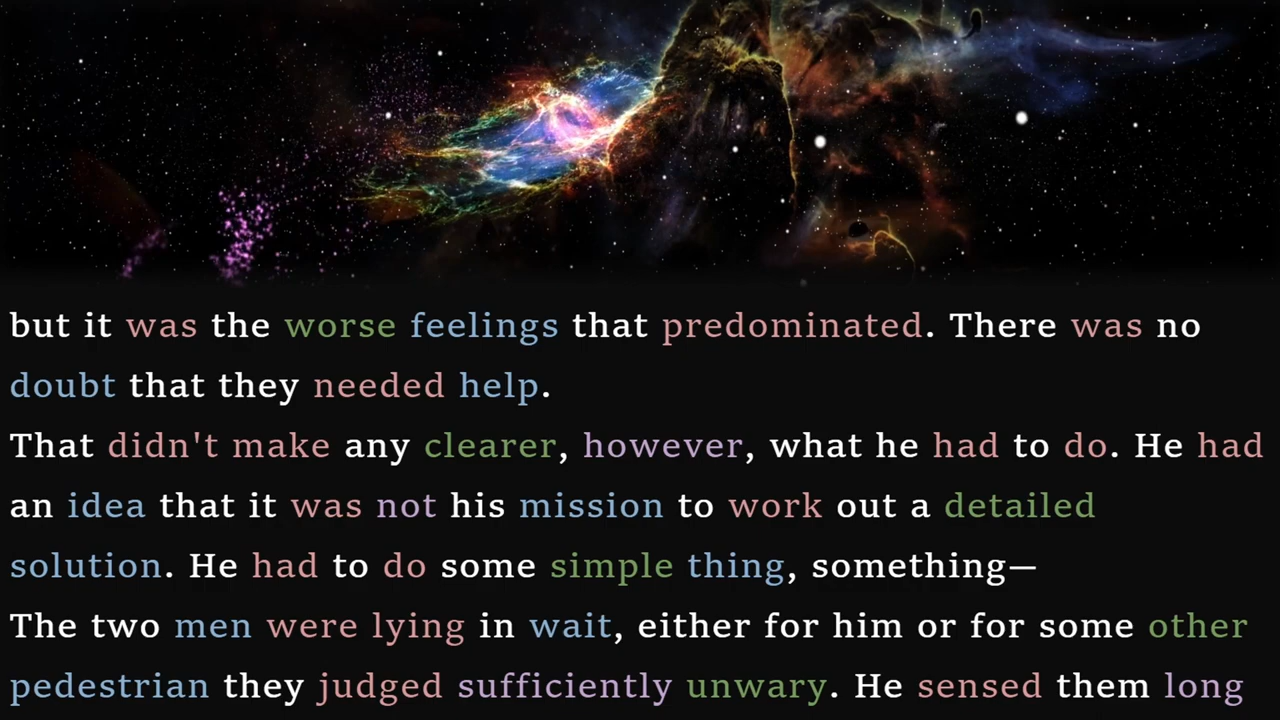 but it was the worse feelings that predominated. There was no
doubt that they needed help.
That didn't make any clearer, however, what he had to do. He had
an idea that it was not his mission to work out a detailed
solution. He had to do some simple thing, something—
The two men were lying in wait, either for him or for some other
pedestrian they judged sufficiently unwary. He sensed them long